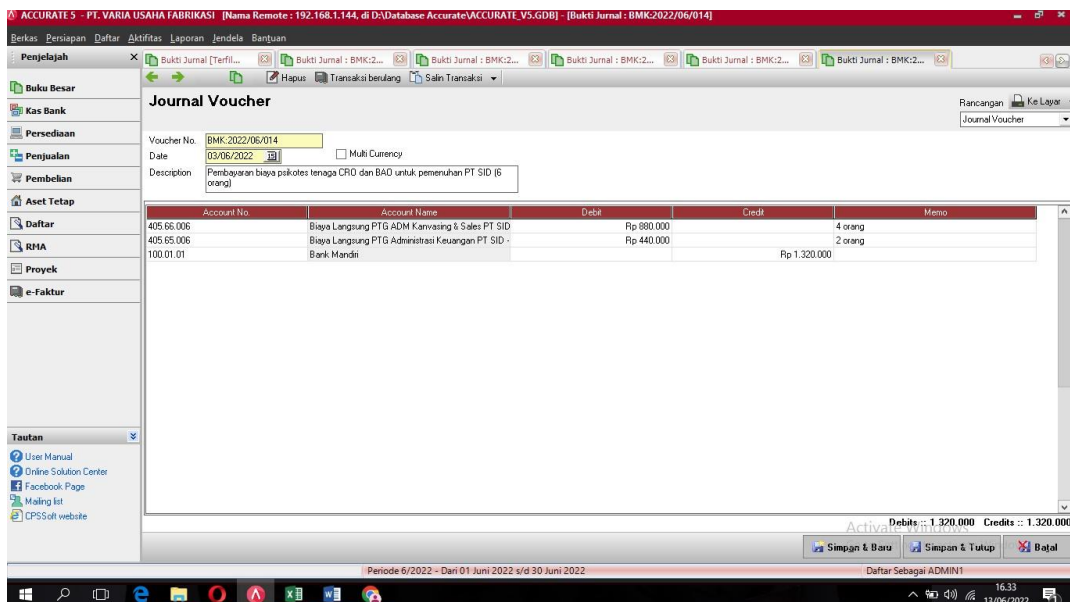 ACCURATE 5 - PT. VARIA USAHA FABRIKASI [Nama Remote : 192.168.1.144, di D:\Database Accurate\ACCURATE_V5.GDB] - [Bukti Jurnal : BMK:2022/06/014]
Berkas Persiapan Daftar Aktifitas Laporan Jendela Bantuan
Penjelajah
Bukti Jurnal [Terfil... Bukti Jurnal : BMK:2... Bukti Jurnal : BMK:2... Bukti Jurnal : BMK:2... Bukti Jurnal : BMK:2... Bukti Jurnal : BMK:2...
Hapus Transaksi berulang Salin Transaksi
Buku Besar
Kas Bank
Persediaan
Penjualan
Pembelian
Aset Tetap
Daftar
RMA
Proyek
e-Faktur
Journal Voucher
Rancangan Ke Layar
Journal Voucher
Voucher No. BMK:2022/06/014
Date 03/06/2022 Multi Currency
Description Pembayaran biaya psikotes tenaga CRO dan BAO untuk pemenuhan PT SID (6
orang)
Account No. Account Name Debit Credit Memo
405.66.006 Biaya Langsung PTG ADM Kanvasing & Sales PT SID Rp 880.000 4 orang
405.65.006 Biaya Langsung PTG Administrasi Keuangan PT SID - Rp 440.000 2 orang
100.01.01 Bank Mandiri Rp 1.320.000
Tautan
User Manual
Online Solution Center
Facebook Page
Mailing list
CPSSoft website
Activate Windows
Debits :: 1.320.000 Credits :: 1.320.000
Simpan & Baru Simpan & Tutup Batal
Periode 6/2022 - Dari 01 Juni 2022 s/d 30 Juni 2022 Daftar Sebagai ADMIN1
16.33
13/06/2022